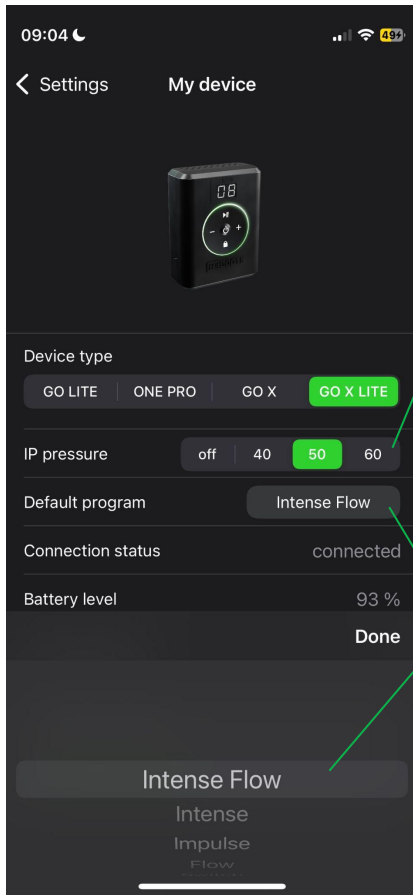 09:04
49
Settings
My device
08
Device type
GO LITE ONE PRO GO X GO X LITE
IP pressure off 40 50 60
Default program Intense Flow
Connection status connected
Battery level 93 %
Done
Intense Flow
Intense
Impulse
Flow